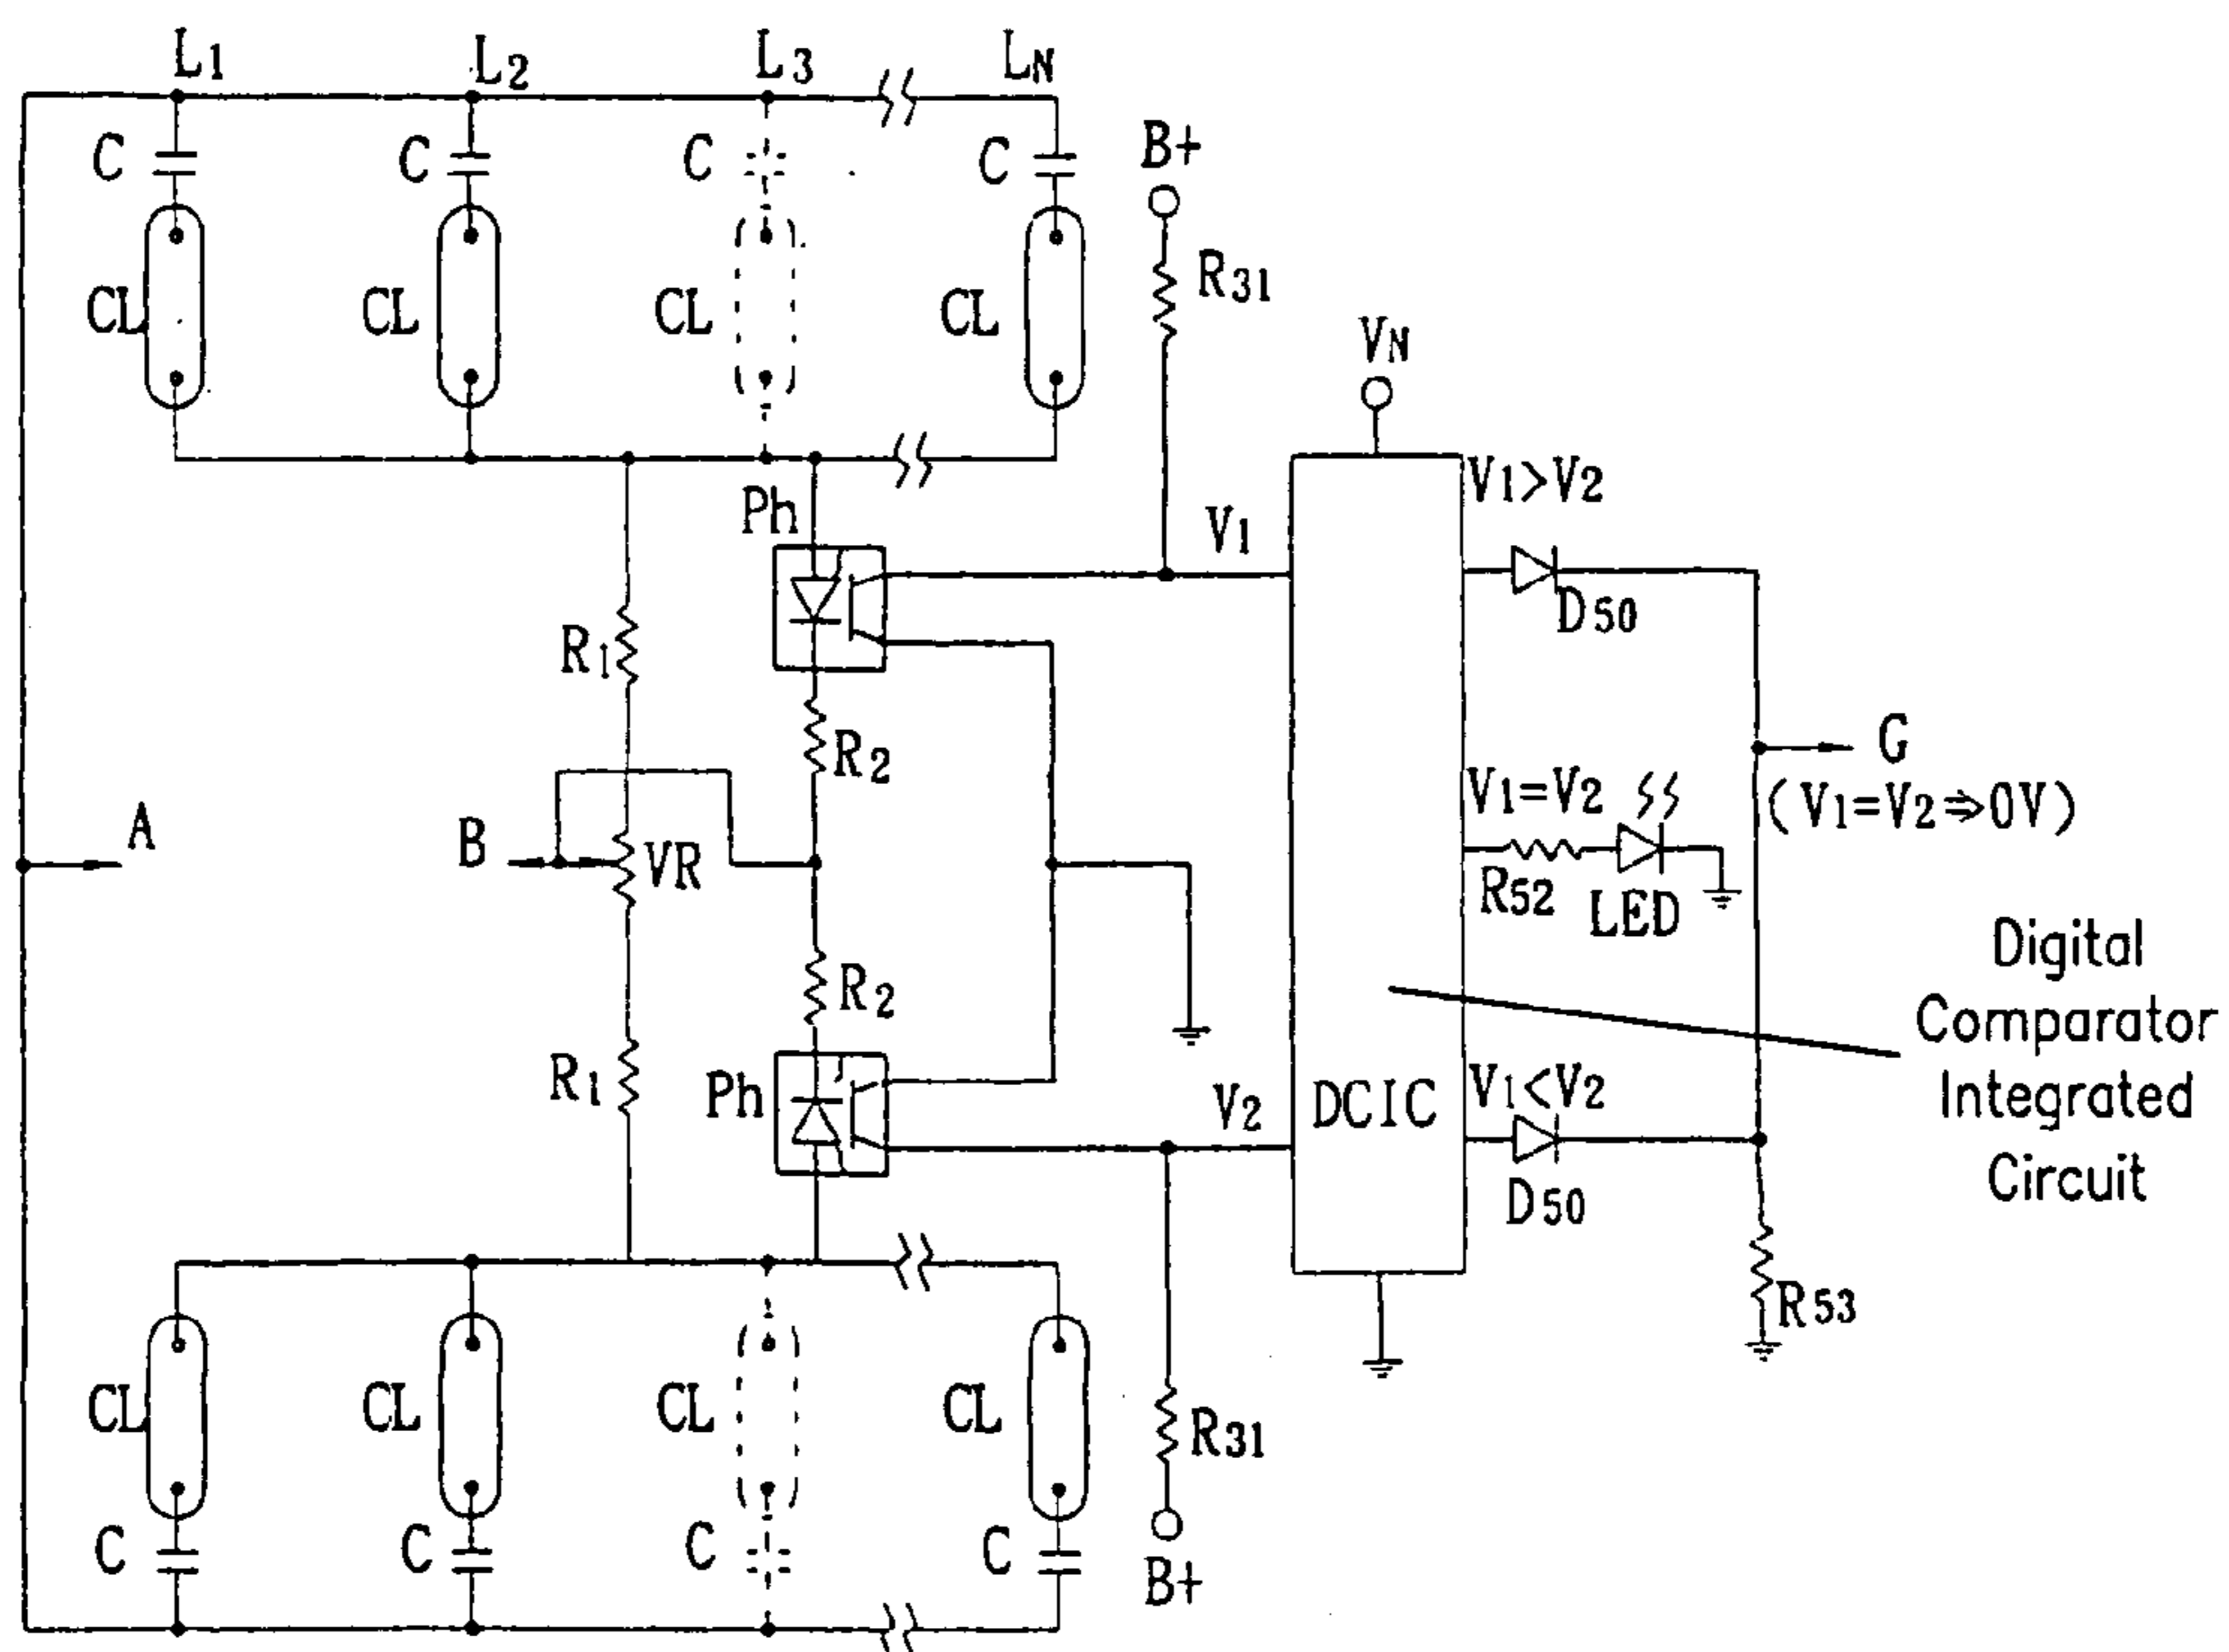 L1 L2 L3 LN
C C C C
B+
R31
CL CL CL CL
VN
V1>V2
Ph
V1
D50
R1
R2
G
A
B
VR
V1=V2
(V1=V2⇒0V)
R52
LED
Digital
Comparator
Integrated
Circuit
R2
R1
Ph
V2
DCIC
V1<V2
D50
R53
CL CL CL CL
R31
C C C C
B+